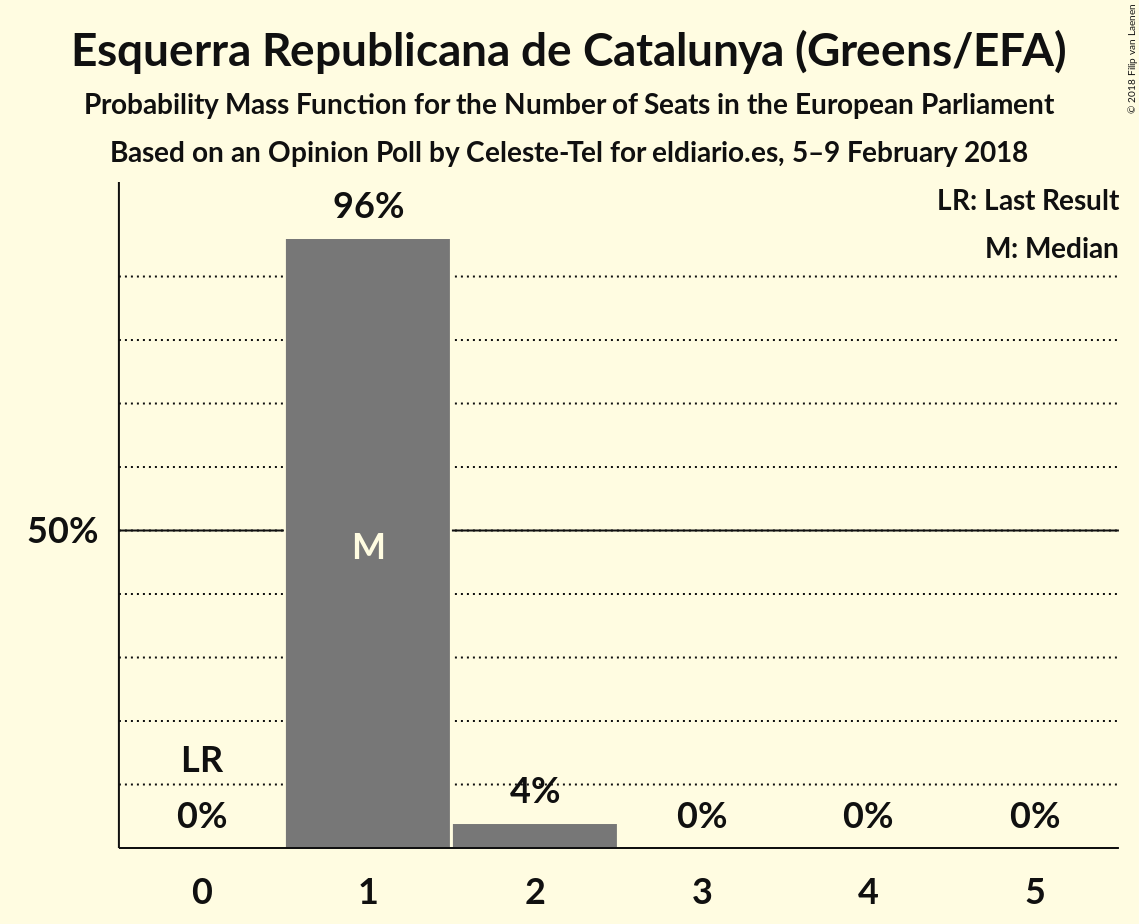 Esquerra Republicana de Catalunya (Greens/EFA)
Probability Mass Function for the Number of Seats in the European Parliament
Based on an Opinion Poll by Celeste-Tel for eldiario.es, 5–9 February 2018
© 2018 Filip van Laenen
LR: Last Result
M: Median
96%
50%
M
LR
0%
4%
0%
0%
0%
0
1
2
3
4
5